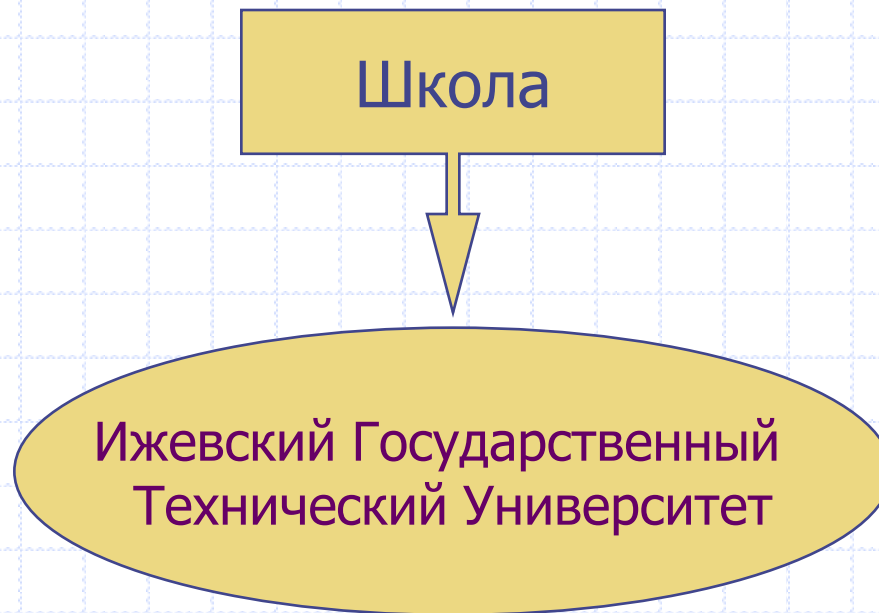 Школа
Ижевский Государственный
Технический Университет